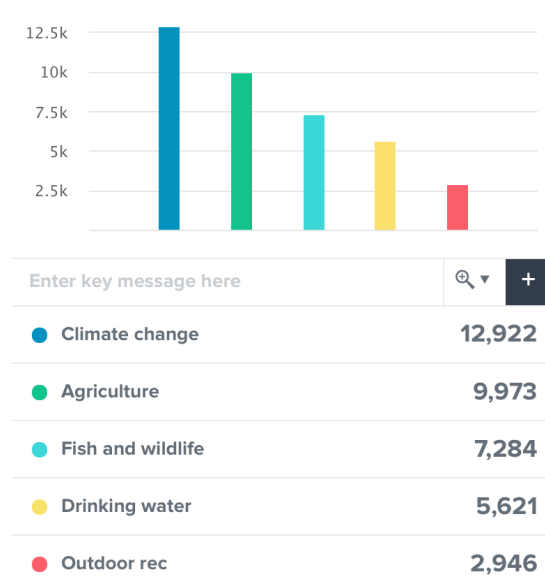 12.5k
10k
7.5k
5k
2.5k
Enter key message here
+
Climate change 12,922
Agriculture 9,973
Fish and wildlife 7,284
Drinking water 5,621
Outdoor rec 2,946